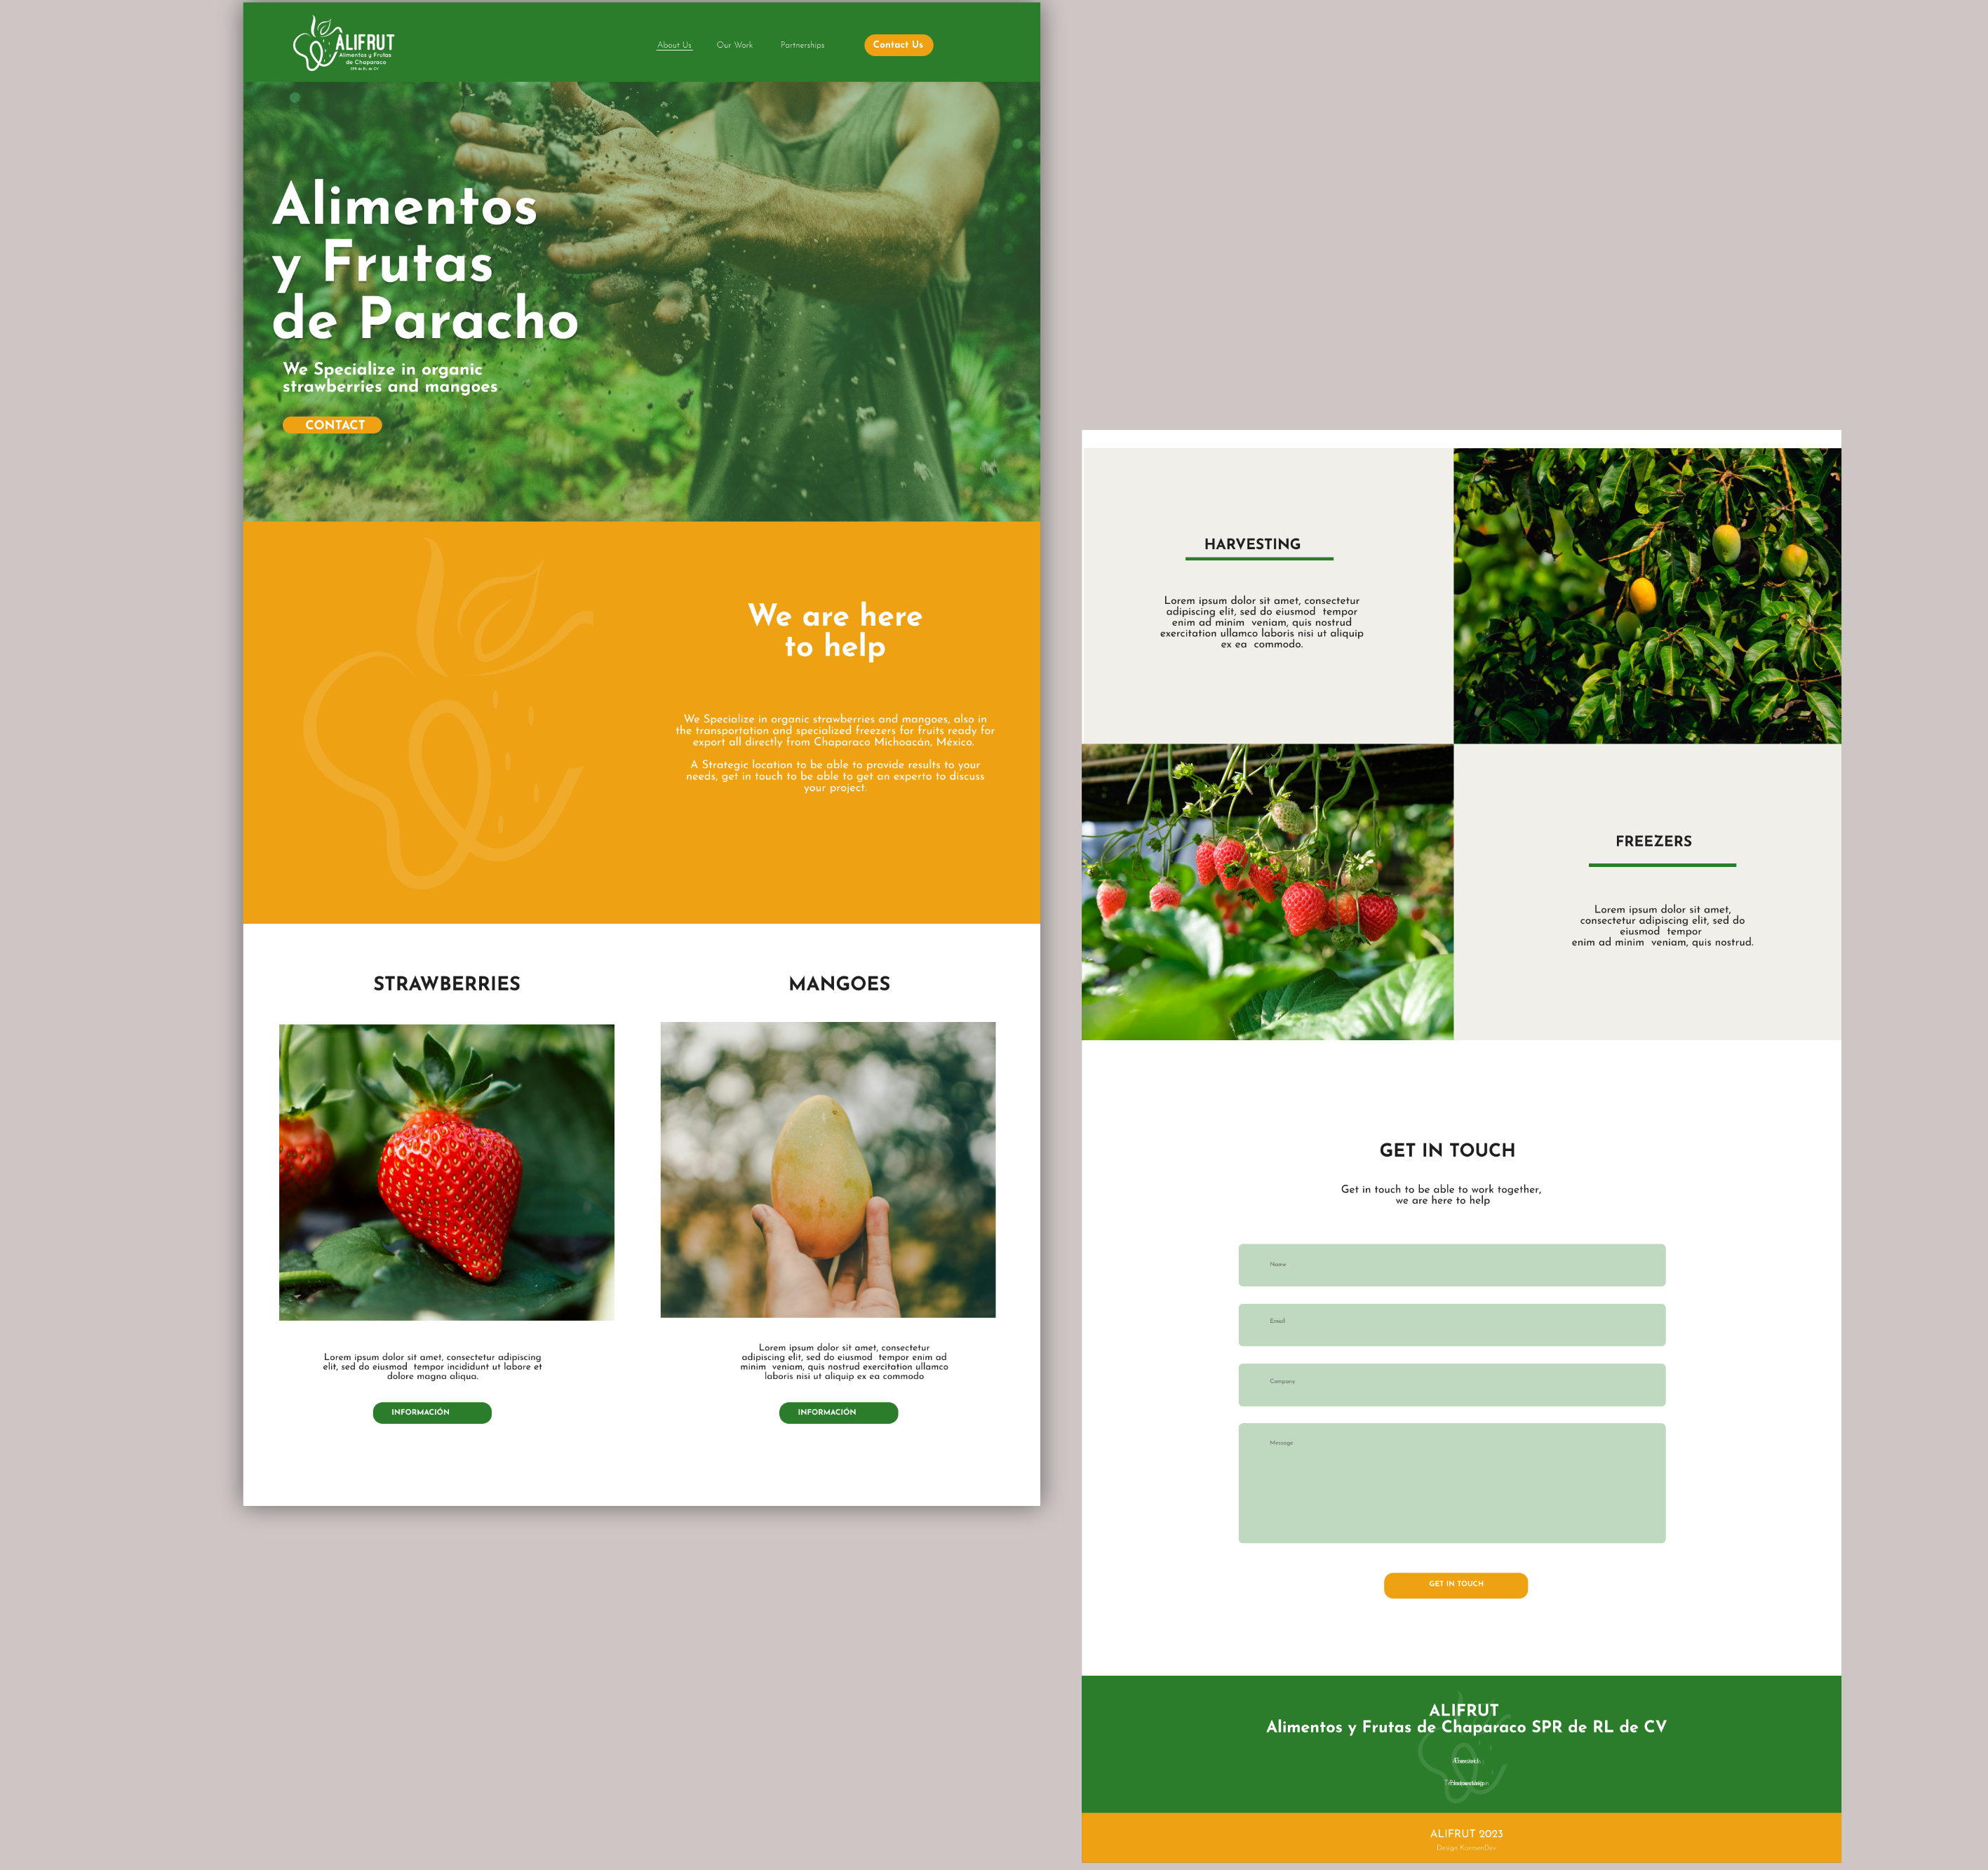 ALIFRUT
Alimentos y Frutas
de Chaparaco
SPR de RL de CV
About Us
Our Work
Partnerships
Contact Us
Alimentos
y Frutas
de Paracho
We Specialize in organic
strawberries and mangoes
CONTACT
We are here
to help
We Specialize in organic strawberries and mangoes, also in
the transportation and specialized freezers for fruits ready for
export all directly from Chaparaco Michoacán, México.
A Strategic location to be able to provide results to your
needs, get in touch to be able to get an experto to discuss
your project.
STRAWBERRIES
MANGOES
Lorem ipsum dolor sit amet, consectetur adipiscing
elit, sed do eiusmod tempor incididunt ut labore et
dolore magna aliqua.
INFORMACIÓN
Lorem ipsum dolor sit amet, consectetur
adipiscing elit, sed do eiusmod tempor enim ad
minim veniam, quis nostrud exercitation ullamco
laboris nisi ut aliquip ex ea commodo
INFORMACIÓN
HARVESTING
Lorem ipsum dolor sit amet, consectetur
adipiscing elit, sed do eiusmod tempor
enim ad minim veniam, quis nostrud
exercitation ullamco laboris nisi ut aliquip
ex ea commodo.
FREEZERS
Lorem ipsum dolor sit amet,
consectetur adipiscing elit, sed do
eiusmod tempor
enim ad minim veniam, quis nostrud.
GET IN TOUCH
Get in touch to be able to work together,
we are here to help
Name
Email
Company
Message
GET IN TOUCH
ALIFRUT
Alimentos y Frutas de Chaparaco SPR de RL de CV
ALIFRUT 2023
Design KarmenDev